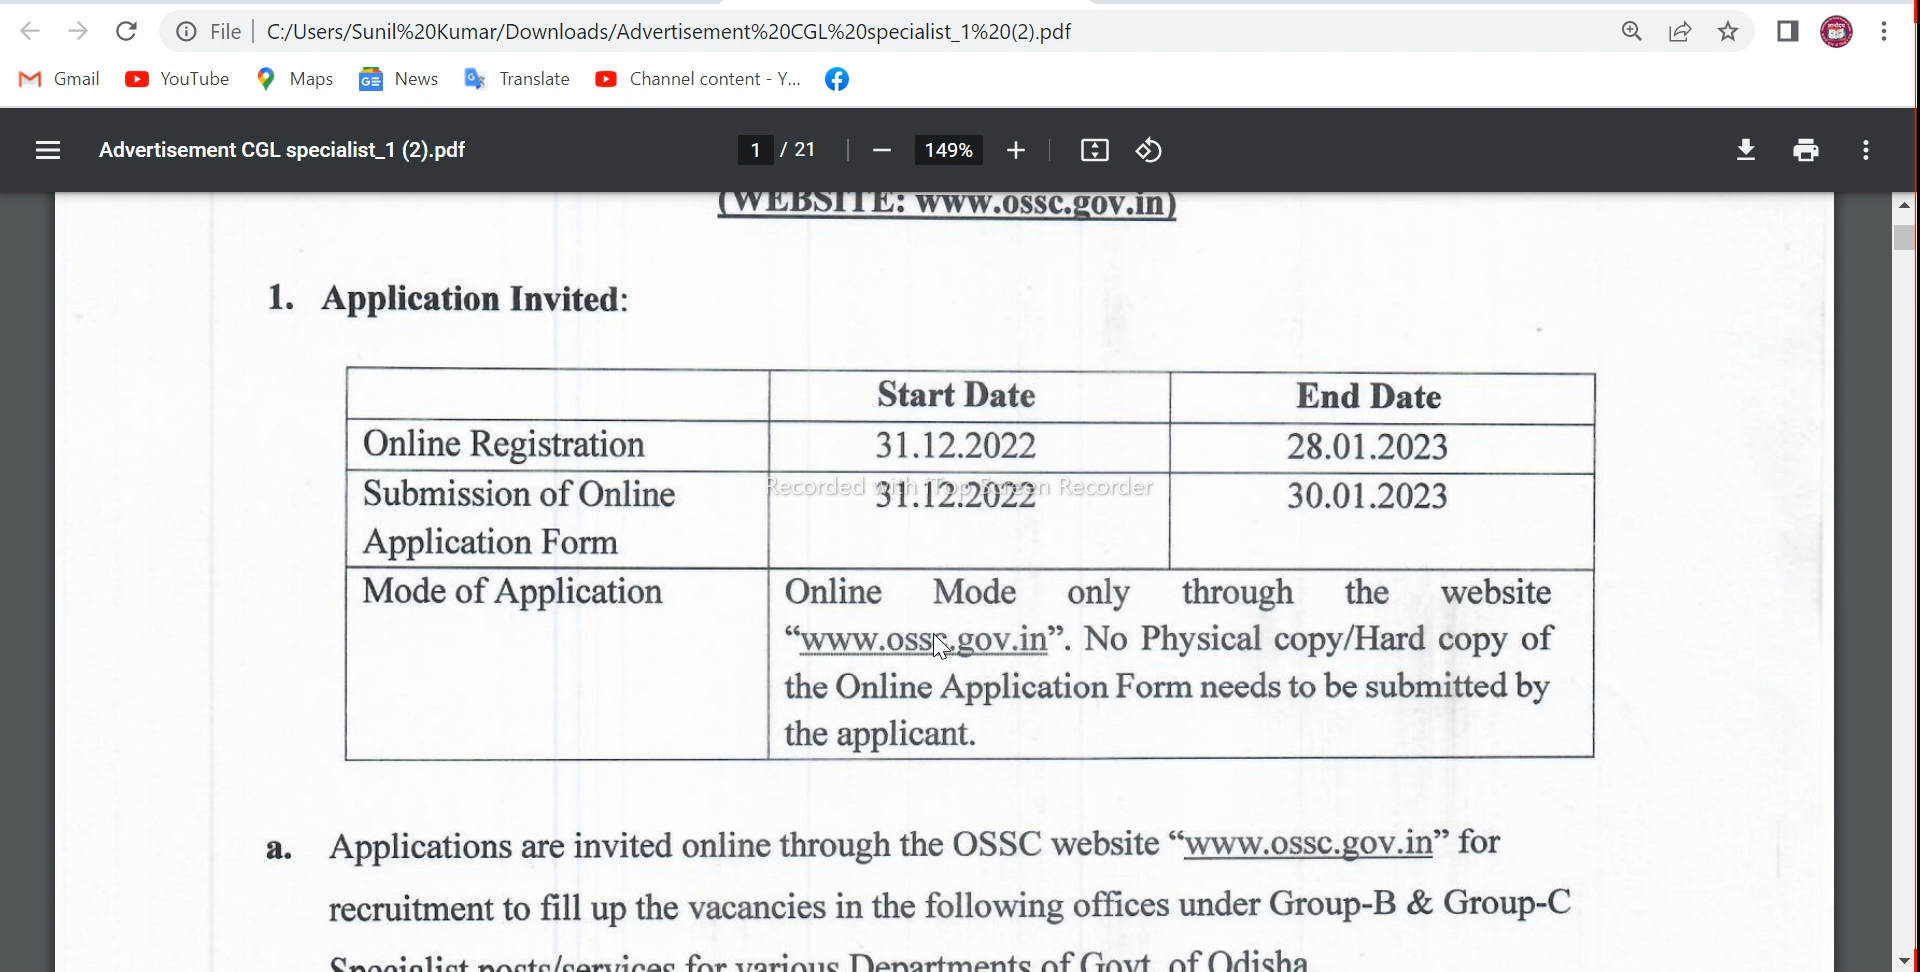 File C:/Users/Sunil%20Kumar/Downloads/Advertisement%20CGL%20specialist_1%20(2).pdf
Gmail YouTube Maps News Translate Channel content - Y...
Advertisement CGL specialist_1 (2).pdf 1 / 21 149%
(WEBSITE: www.ossc.gov.in)
1. Application Invited:
Start Date End Date
Online Registration 31.12.2022 28.01.2023
Submission of Online 31.12.2022 30.01.2023
Recorded with iTop Screen Recorder
Application Form
Mode of Application Online Mode only through the website
“www.ossc.gov.in”. No Physical copy/Hard copy of
the Online Application Form needs to be submitted by
the applicant.
a. Applications are invited online through the OSSC website “www.ossc.gov.in” for
recruitment to fill up the vacancies in the following offices under Group-B & Group-C
Specialist posts/services for various Departments of Govt. of Odisha